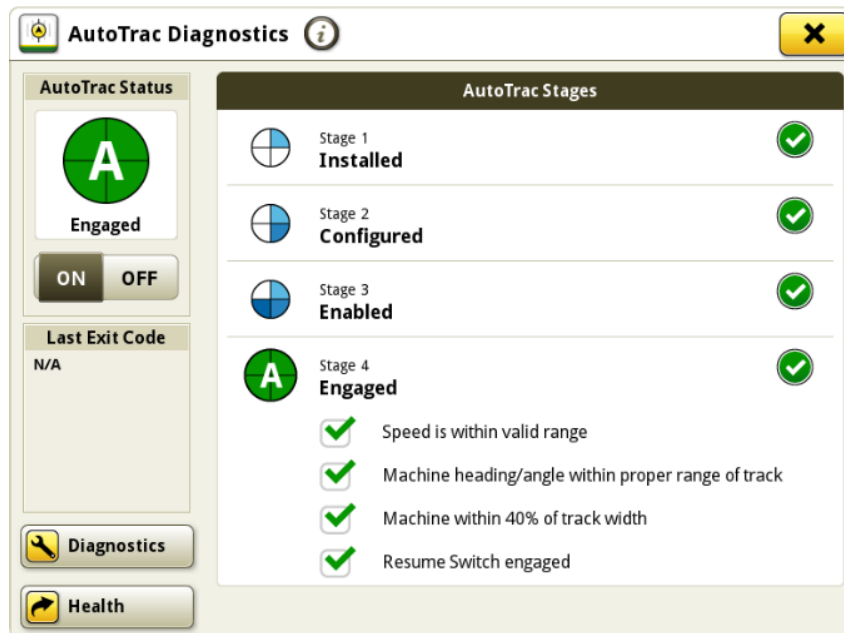 AutoTrac Diagnostics i
AutoTrac Status
A
Engaged
ON OFF
Last Exit Code
N/A
Diagnostics
Health
AutoTrac Stages
Stage 1
Installed
Stage 2
Configured
Stage 3
Enabled
A
Stage 4
Engaged
Speed is within valid range
Machine heading/angle within proper range of track
Machine within 40% of track width
Resume Switch engaged